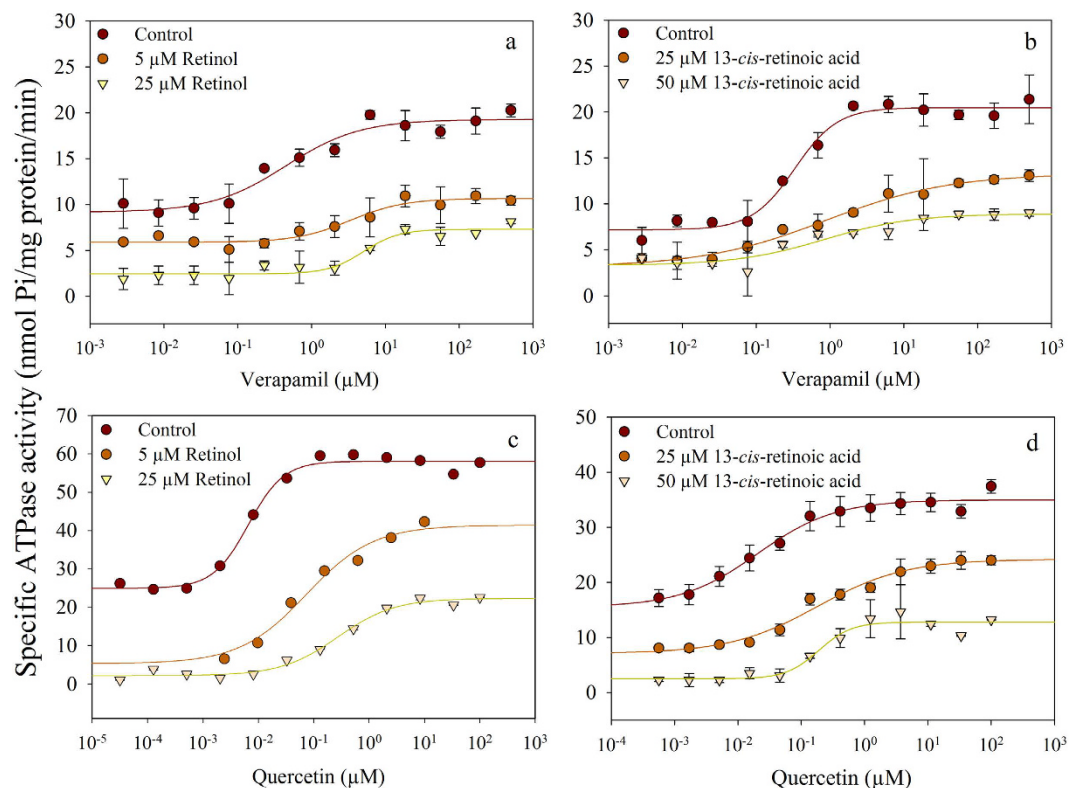 Specific ATPase activity (nmol Pi/mg protein/min)
a
Control
5 µM Retinol
25 µM Retinol
30
25
20
15
10
5
0
10⁻³ 10⁻² 10⁻¹ 10⁰ 10¹ 10² 10³
Verapamil (µM)
b
Control
25 µM 13-cis-retinoic acid
50 µM 13-cis-retinoic acid
30
25
20
15
10
5
0
10⁻³ 10⁻² 10⁻¹ 10⁰ 10¹ 10² 10³
Verapamil (µM)
c
Control
5 µM Retinol
25 µM Retinol
70
60
50
40
30
20
10
0
10⁻⁵ 10⁻⁴ 10⁻³ 10⁻² 10⁻¹ 10⁰ 10¹ 10² 10³
Quercetin (µM)
d
Control
25 µM 13-cis-retinoic acid
50 µM 13-cis-retinoic acid
50
40
30
20
10
0
10⁻⁴ 10⁻³ 10⁻² 10⁻¹ 10⁰ 10¹ 10² 10³
Quercetin (µM)